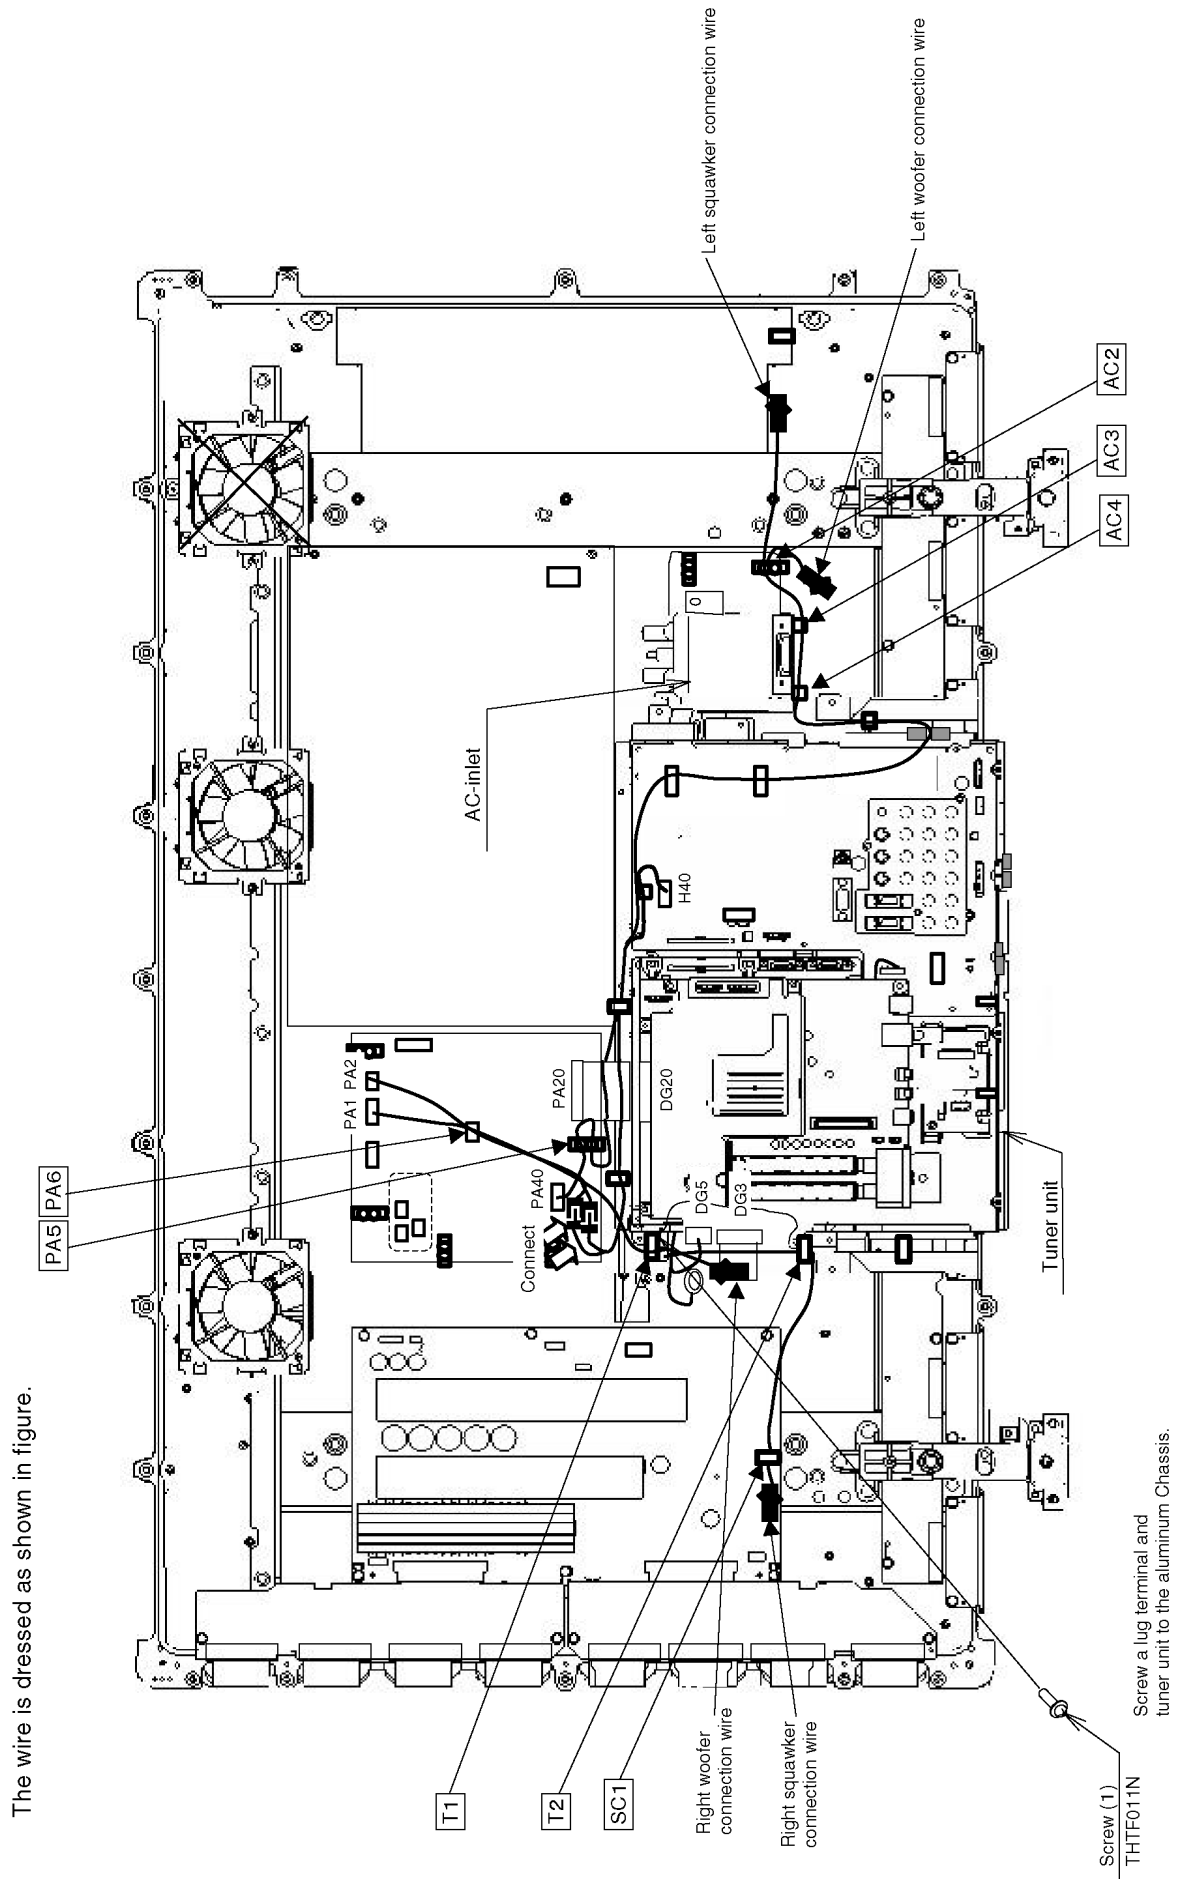 The wire is dressed as shown in figure.
PA5
PA6
T1
T2
SC1
Right woofer
connection wire
Right squawker
connection wire
Screw (1)
THTF011N
Screw a lug terminal and
tuner unit to the aluminum Chassis.
Connect
PA40
PA1
PA2
PA20
DG20
DG5
DG3
Tuner unit
H40
AC-inlet
0
AC4
AC3
AC2
Left squawker connection wire
Left woofer connection wire